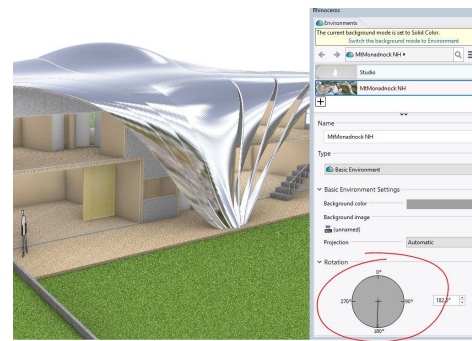 Rhinoceros
Environments
The current background mode is set to Solid Color.
Switch the background mode to Environment
MtMonadnock NH
Studio
MtMonadnock NH
Name
MtMonadnock NH
Type
Basic Environment
Basic Environment Settings
Background color
Background image
(unnamed)
Projection Automatic
Rotation
0°
270° 90°
180°